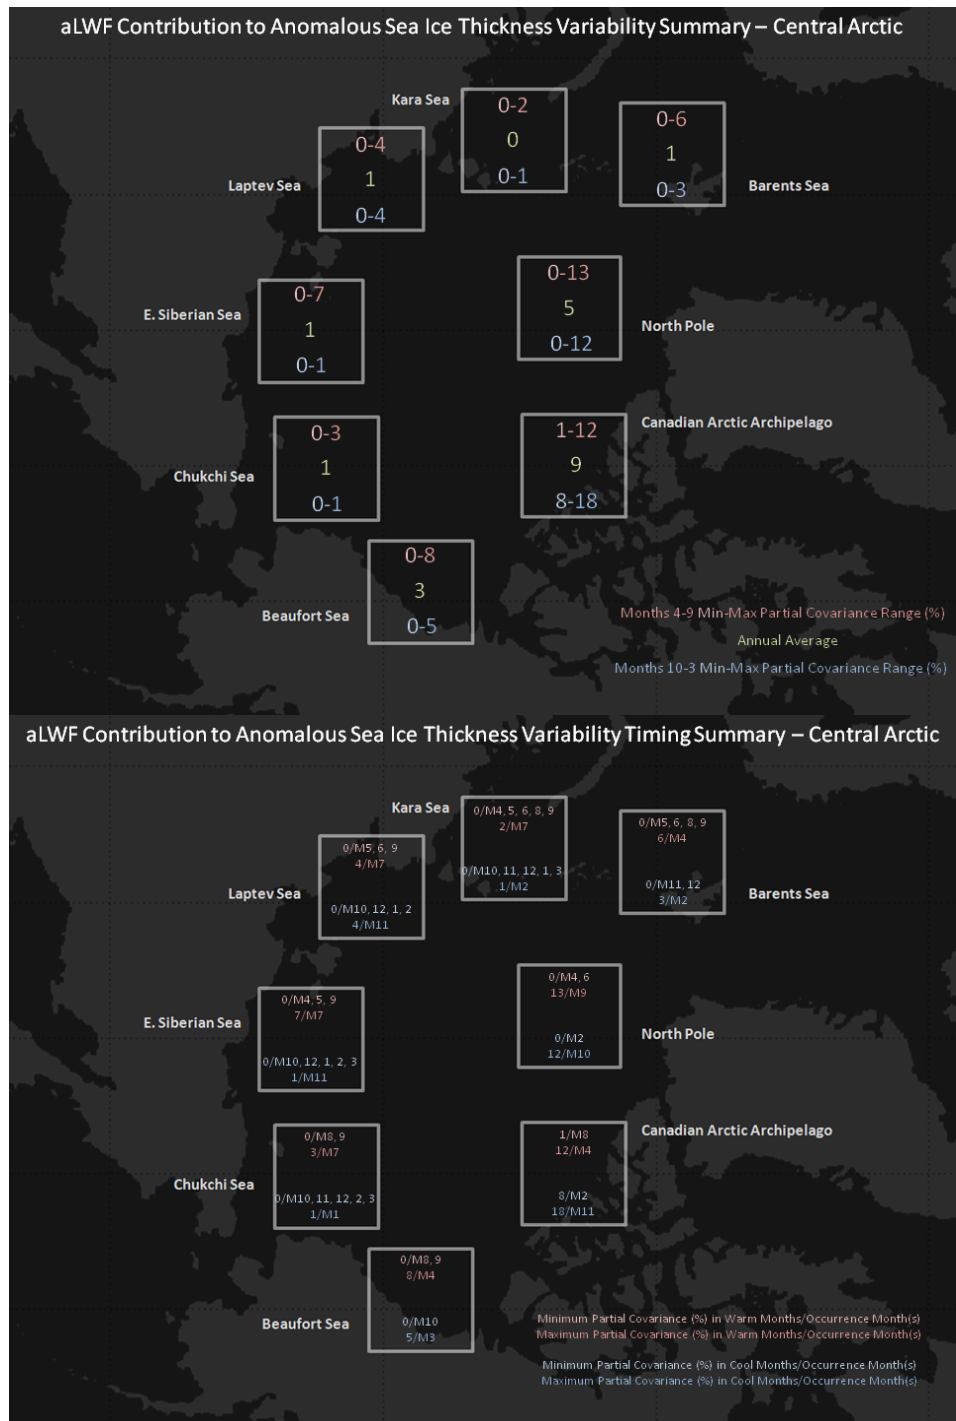 aLWF Contribution to Anomalous Sea Ice Thickness Variability Summary – Central Arctic
Kara Sea
0-2
0
0-1
0-6
1
0-3
Barents Sea
Laptev Sea
0-4
1
0-4
E. Siberian Sea
0-7
1
0-1
0-13
5
0-12
North Pole
Chukchi Sea
0-3
1
0-1
1-12
9
8-18
Canadian Arctic Archipelago
Beaufort Sea
0-8
3
0-5
Months 4-9 Min-Max Partial Covariance Range (%)
Annual Average
Months 10-3 Min-Max Partial Covariance Range (%)
aLWF Contribution to Anomalous Sea Ice Thickness Variability Timing Summary – Central Arctic
Kara Sea
0/M4, 5, 6, 8, 9
2/M7
0/M10, 11, 12, 1, 3
1/M2
0/M5, 6, 8, 9
6/M4
0/M11, 12
3/M2
Barents Sea
Laptev Sea
0/M5, 6, 9
4/M7
0/M10, 12, 1, 2
4/M11
E. Siberian Sea
0/M4, 5, 9
7/M7
0/M10, 12, 1, 2, 3
1/M11
0/M4, 6
13/M9
0/M2
12/M10
North Pole
Chukchi Sea
0/M8, 9
3/M7
0/M10, 11, 12, 2, 3
1/M1
1/M8
12/M4
8/M2
18/M11
Canadian Arctic Archipelago
Beaufort Sea
0/M8, 9
8/M4
0/M10
5/M3
Minimum Partial Covariance (%) in Warm Months/Occurrence Month(s)
Maximum Partial Covariance (%) in Warm Months/Occurrence Month(s)
Minimum Partial Covariance (%) in Cool Months/Occurrence Month(s)
Maximum Partial Covariance (%) in Cool Months/Occurrence Month(s)